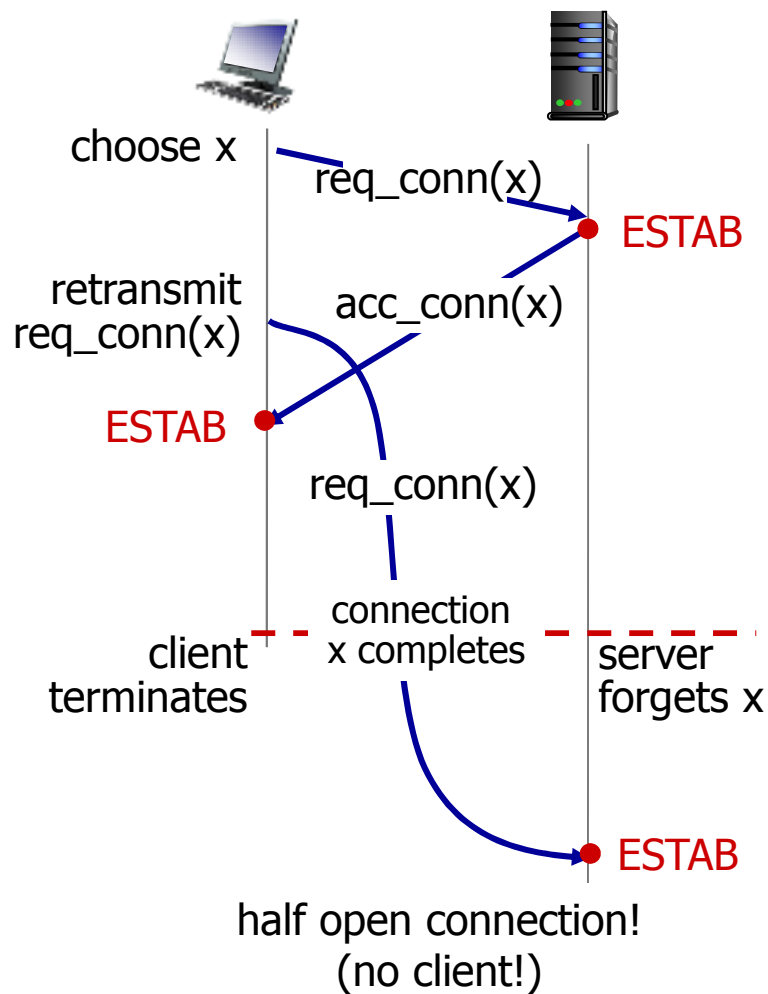 choose x
req_conn(x)
ESTAB
retransmit
req_conn(x)
acc_conn(x)
ESTAB
req_conn(x)
connection
x completes
client
terminates
server
forgets x
ESTAB
half open connection!
(no client!)